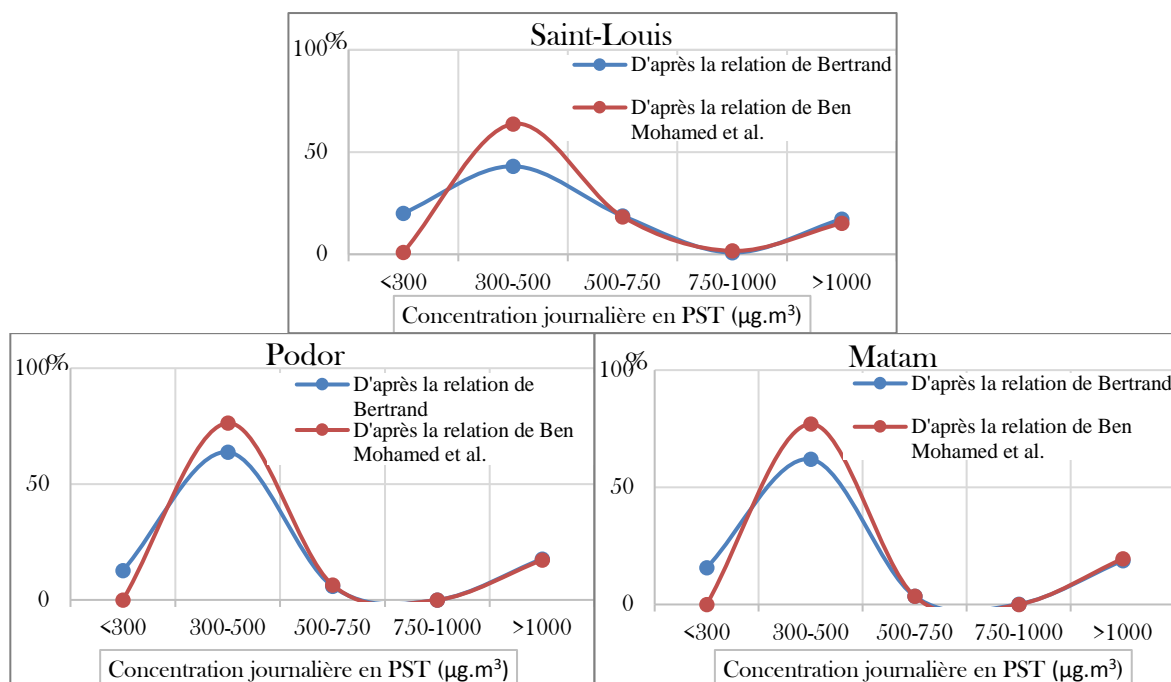 Saint-Louis
100%
D'après la relation de Bertrand
D'après la relation de Ben
Mohamed et al.
50
0
<300 300-500 500-750 750-1000 >1000
Concentration journalière en PST (µg.m³)
Podor
100%
D'après la relation de
Bertrand
D'après la relation de Ben
Mohamed et al.
50
0
<300 300-500 500-750 750-1000 >1000
Concentration journalière en PST (µg.m³)
Matam
100%
D'après la relation de Bertrand
D'après la relation de Ben
Mohamed et al.
50
0
<300 300-500 500-750 750-1000 >1000
Concentration journalière en PST (µg.m³)